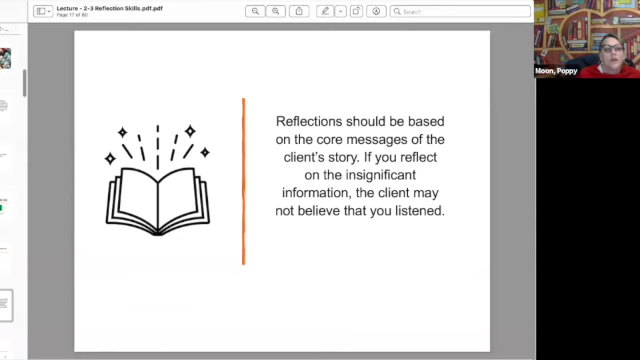 Lecture - 2-3 Reflection Skills.pdf.pdf
Page 17 of 60
Search
Moon, Poppy
Reflections should be based
on the core messages of the
client's story. If you reflect
on the insignificant
information, the client may
not believe that you listened.